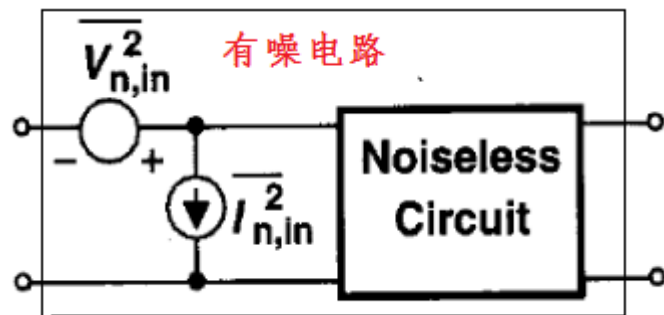 V²n,in
有噪电路
− +
I²n,in
Noiseless
Circuit